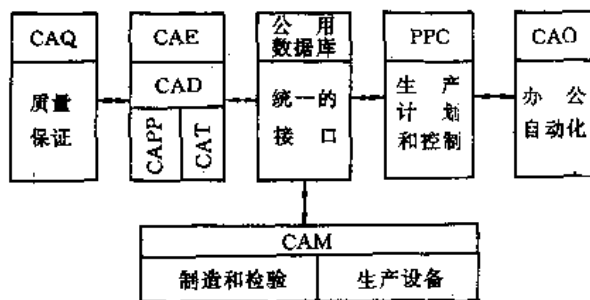 CAQ
质量
保证
CAE
CAD
CAPP
CAT
公用
数据库
统一的
接口
PPC
生产
计划
和控制
CAO
办公
自动化
CAM
制造和检验
生产设备